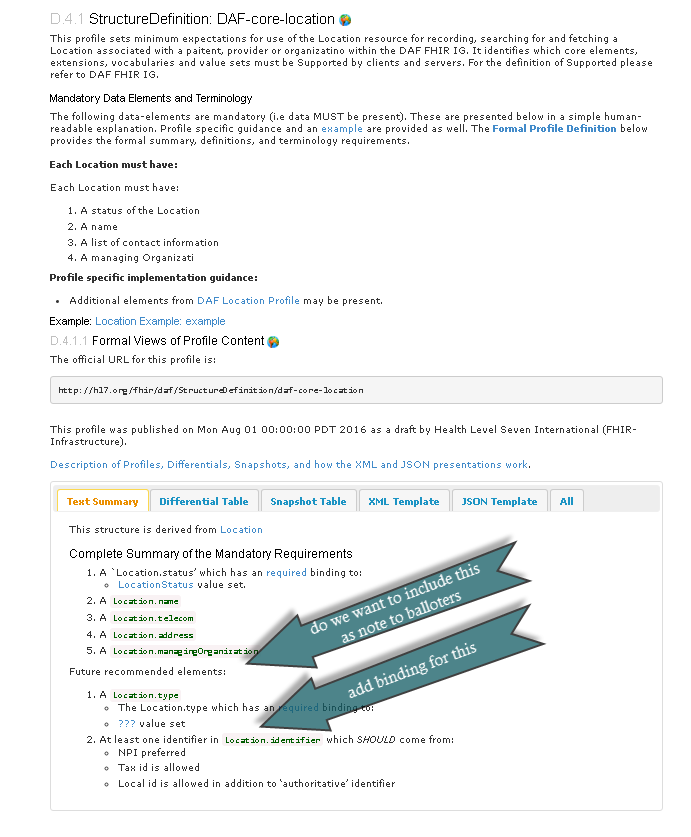 D.4.1 StructureDefinition: DAF-core-location
This profile sets minimum expectations for use of the Location resource for recording, searching for and fetching a
Location associated with a paitent, provider or organizatino within the DAF FHIR IG. It identifies which core elements,
extensions, vocabularies and value sets must be Supported by clients and servers. For the definition of Supported please
refer to DAF FHIR IG.
Mandatory Data Elements and Terminology
The following data-elements are mandatory (i.e data MUST be present). These are presented below in a simple human-
readable explanation. Profile specific guidance and an example are provided as well. The Formal Profile Definition below
provides the formal summary, definitions, and terminology requirements.
Each Location must have:
Each Location must have:
1. A status of the Location
2. A name
3. A list of contact information
4. A managing Organizati
Profile specific implementation guidance:
• Additional elements from DAF Location Profile may be present.
Example: Location Example: example
D.4.1.1 Formal Views of Profile Content
The official URL for this profile is:
http://hl7.org/fhir/daf/StructureDefinition/daf-core-location
This profile was published on Mon Aug 01 00:00:00 PDT 2016 as a draft by Health Level Seven International (FHIR-
Infrastructure).
Description of Profiles, Differentials, Snapshots, and how the XML and JSON presentations work.
Text Summary Differential Table Snapshot Table XML Template JSON Template All
This structure is derived from Location
Complete Summary of the Mandatory Requirements
1. A `Location.status’ which has an required binding to:
LocationStatus value set.
2. A Location.name
3. A Location.telecom
4. A Location.address
5. A Location.managingOrganization
do we want to include this
as note to balloters
Future recommended elements:
add binding for this
1. A Location.type
The Location.type which has an required binding to:
??? value set
2. At least one identifier in Location.identifier which SHOULD come from:
NPI preferred
Tax id is allowed
Local id is allowed in addition to ‘authoritative’ identifier